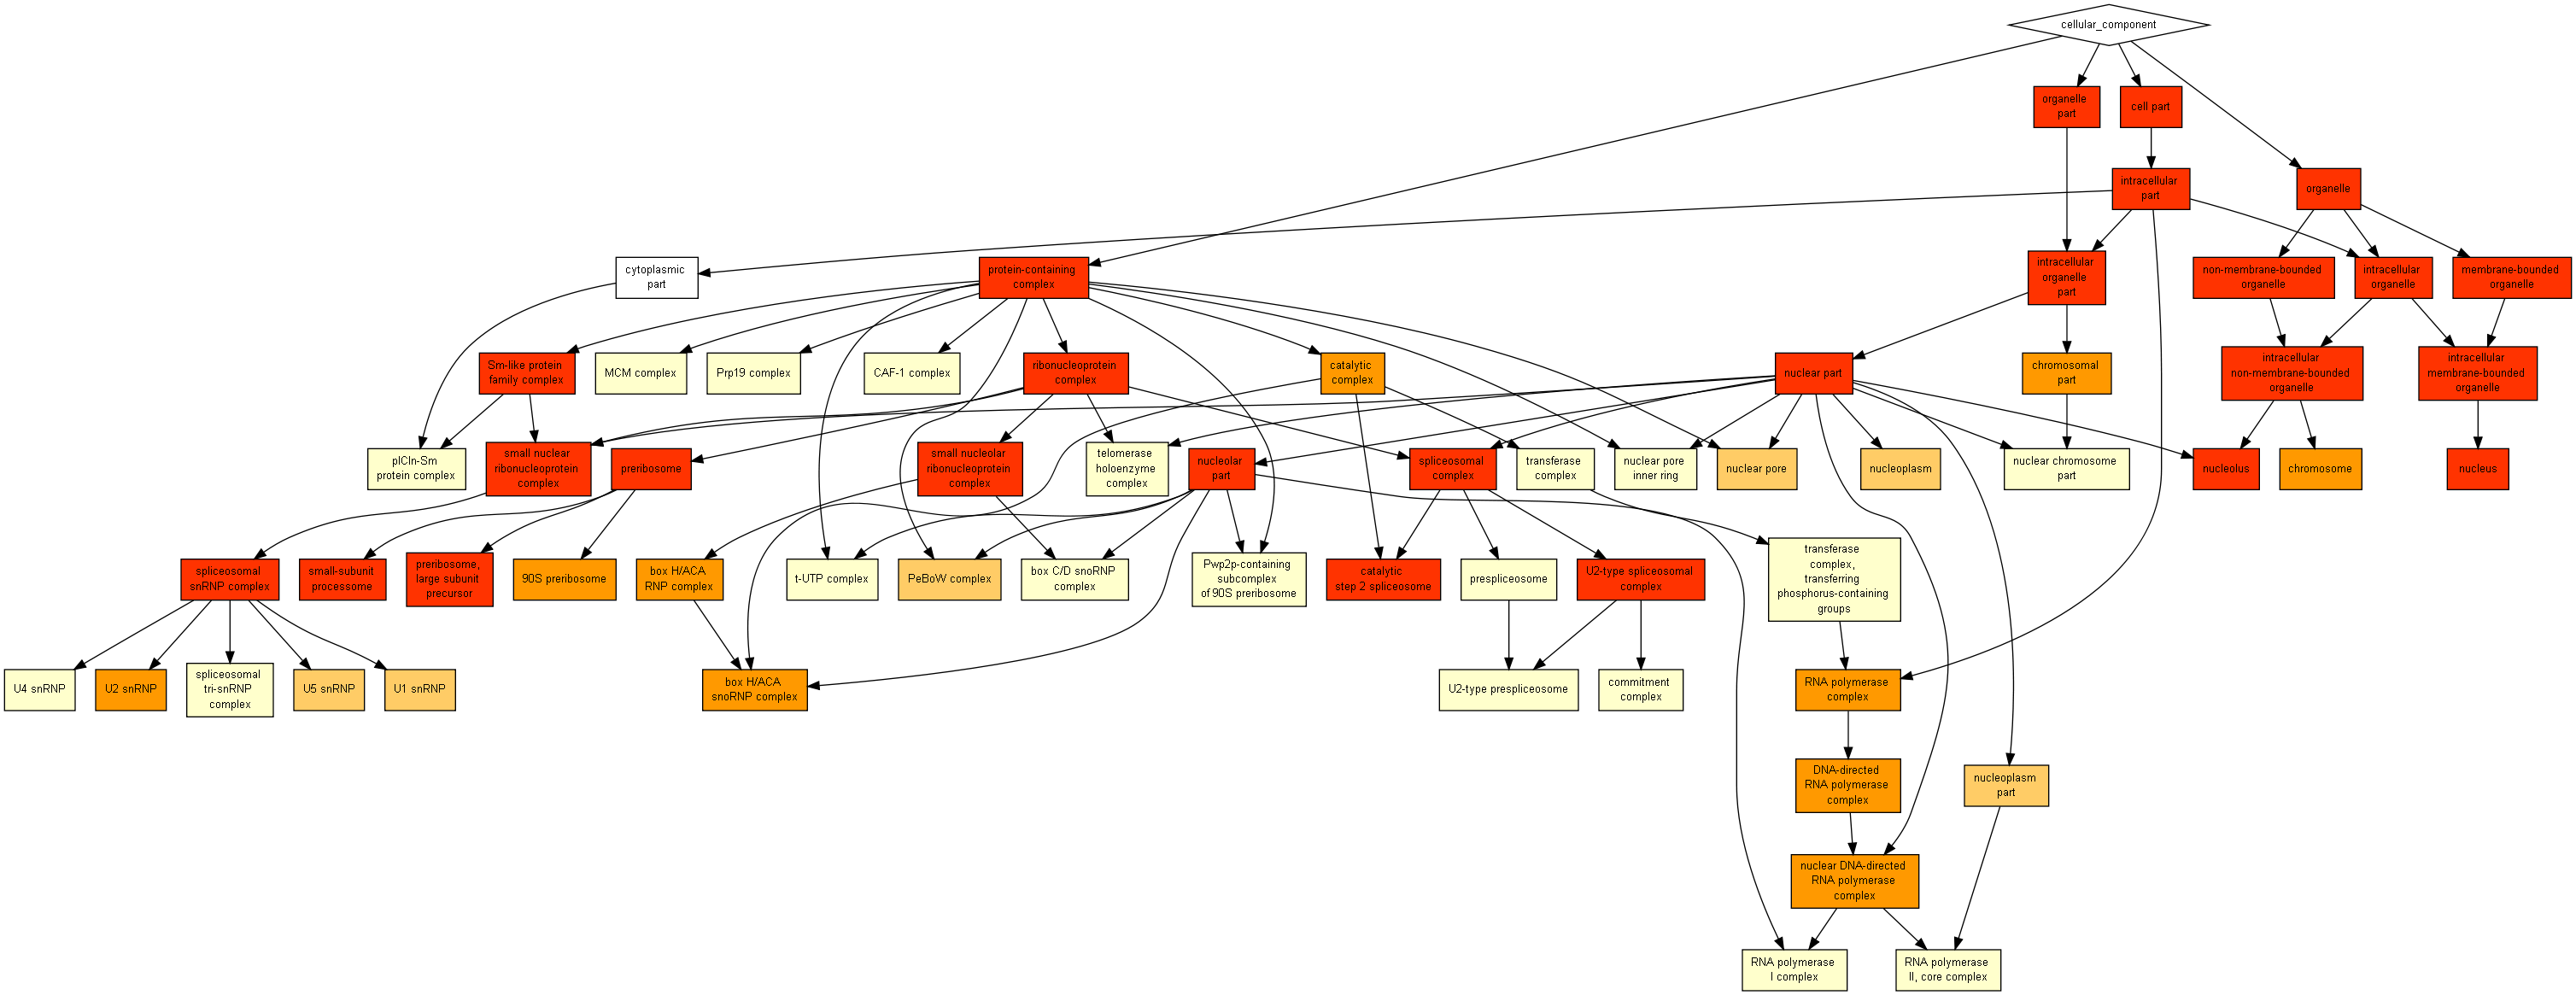 cellular_component
organelle
part
cell part
intracellular
part
organelle
cytoplasmic
part
protein-containing
complex
intracellular
organelle
part
non-membrane-bounded
organelle
intracellular
organelle
membrane-bounded
organelle
Sm-like protein
family complex
MCM complex
Prp19 complex
CAF-1 complex
ribonucleoprotein
complex
catalytic
complex
nuclear part
chromosomal
part
intracellular
non-membrane-bounded
organelle
intracellular
membrane-bounded
organelle
pICln-Sm
protein complex
small nuclear
ribonucleoprotein
complex
preribosome
small nucleolar
ribonucleoprotein
complex
telomerase
holoenzyme
complex
nucleolar
part
spliceosomal
complex
transferase
complex
nuclear pore
inner ring
nuclear pore
nucleoplasm
nuclear chromosome
part
nucleolus
chromosome
nucleus
spliceosomal
snRNP complex
small-subunit
processome
preribosome,
large subunit
precursor
90S preribosome
box H/ACA
RNP complex
t-UTP complex
PeBoW complex
box C/D snoRNP
complex
Pwp2p-containing
subcomplex
of 90S preribosome
catalytic
step 2 spliceosome
prespliceosome
U2-type spliceosomal
complex
transferase
complex,
transferring
phosphorus-containing
groups
U4 snRNP
U2 snRNP
spliceosomal
tri-snRNP
complex
U5 snRNP
U1 snRNP
box H/ACA
snoRNP complex
U2-type prespliceosome
commitment
complex
RNA polymerase
complex
DNA-directed
RNA polymerase
complex
nucleoplasm
part
nuclear DNA-directed
RNA polymerase
complex
RNA polymerase
I complex
RNA polymerase
II, core complex